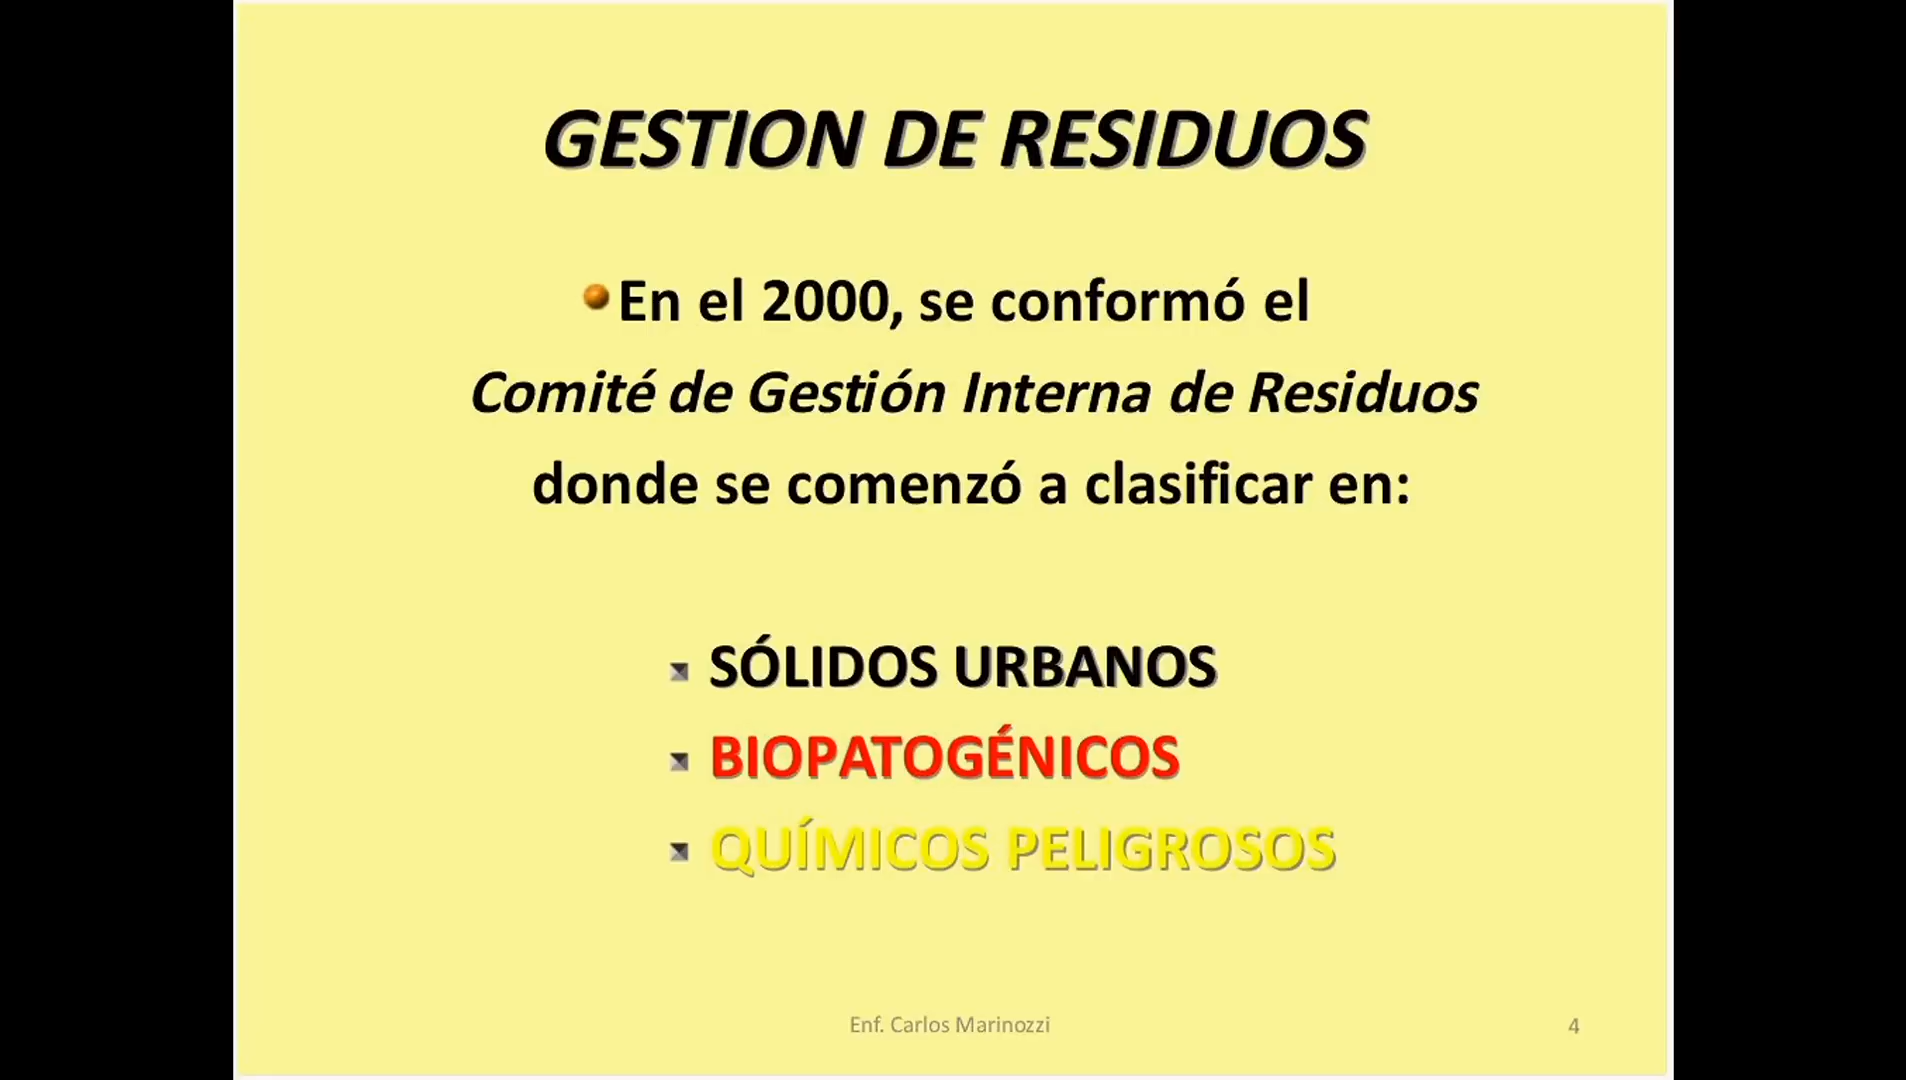 GESTION DE RESIDUOS
En el 2000, se conformó el
Comité de Gestión Interna de Residuos
donde se comenzó a clasificar en:
SÓLIDOS URBANOS
BIOPATOGÉNICOS
QUÍMICOS PELIGROSOS
Enf. Carlos Marinozzi
4